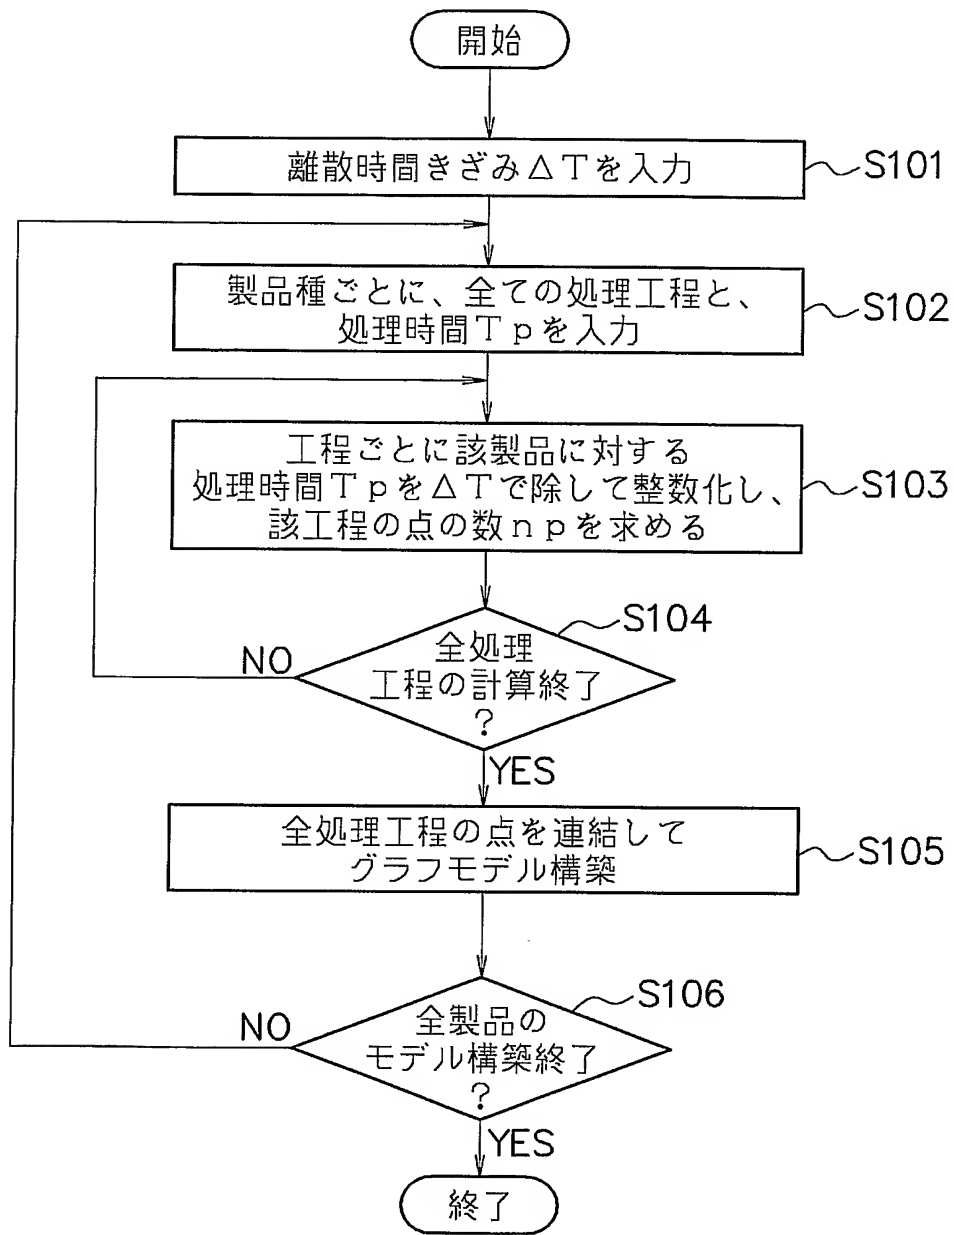 開始
離散時間きざみΔTを入力
S101
製品種ごとに、全ての処理工程と、
処理時間Tpを入力
S102
工程ごとに該製品に対する
処理時間TpをΔTで除して整数化し、
該工程の点の数npを求める
S103
S104
全処理
工程の計算終了
?
NO
YES
全処理工程の点を連結して
グラフモデル構築
S105
S106
全製品の
モデル構築終了
?
NO
YES
終了